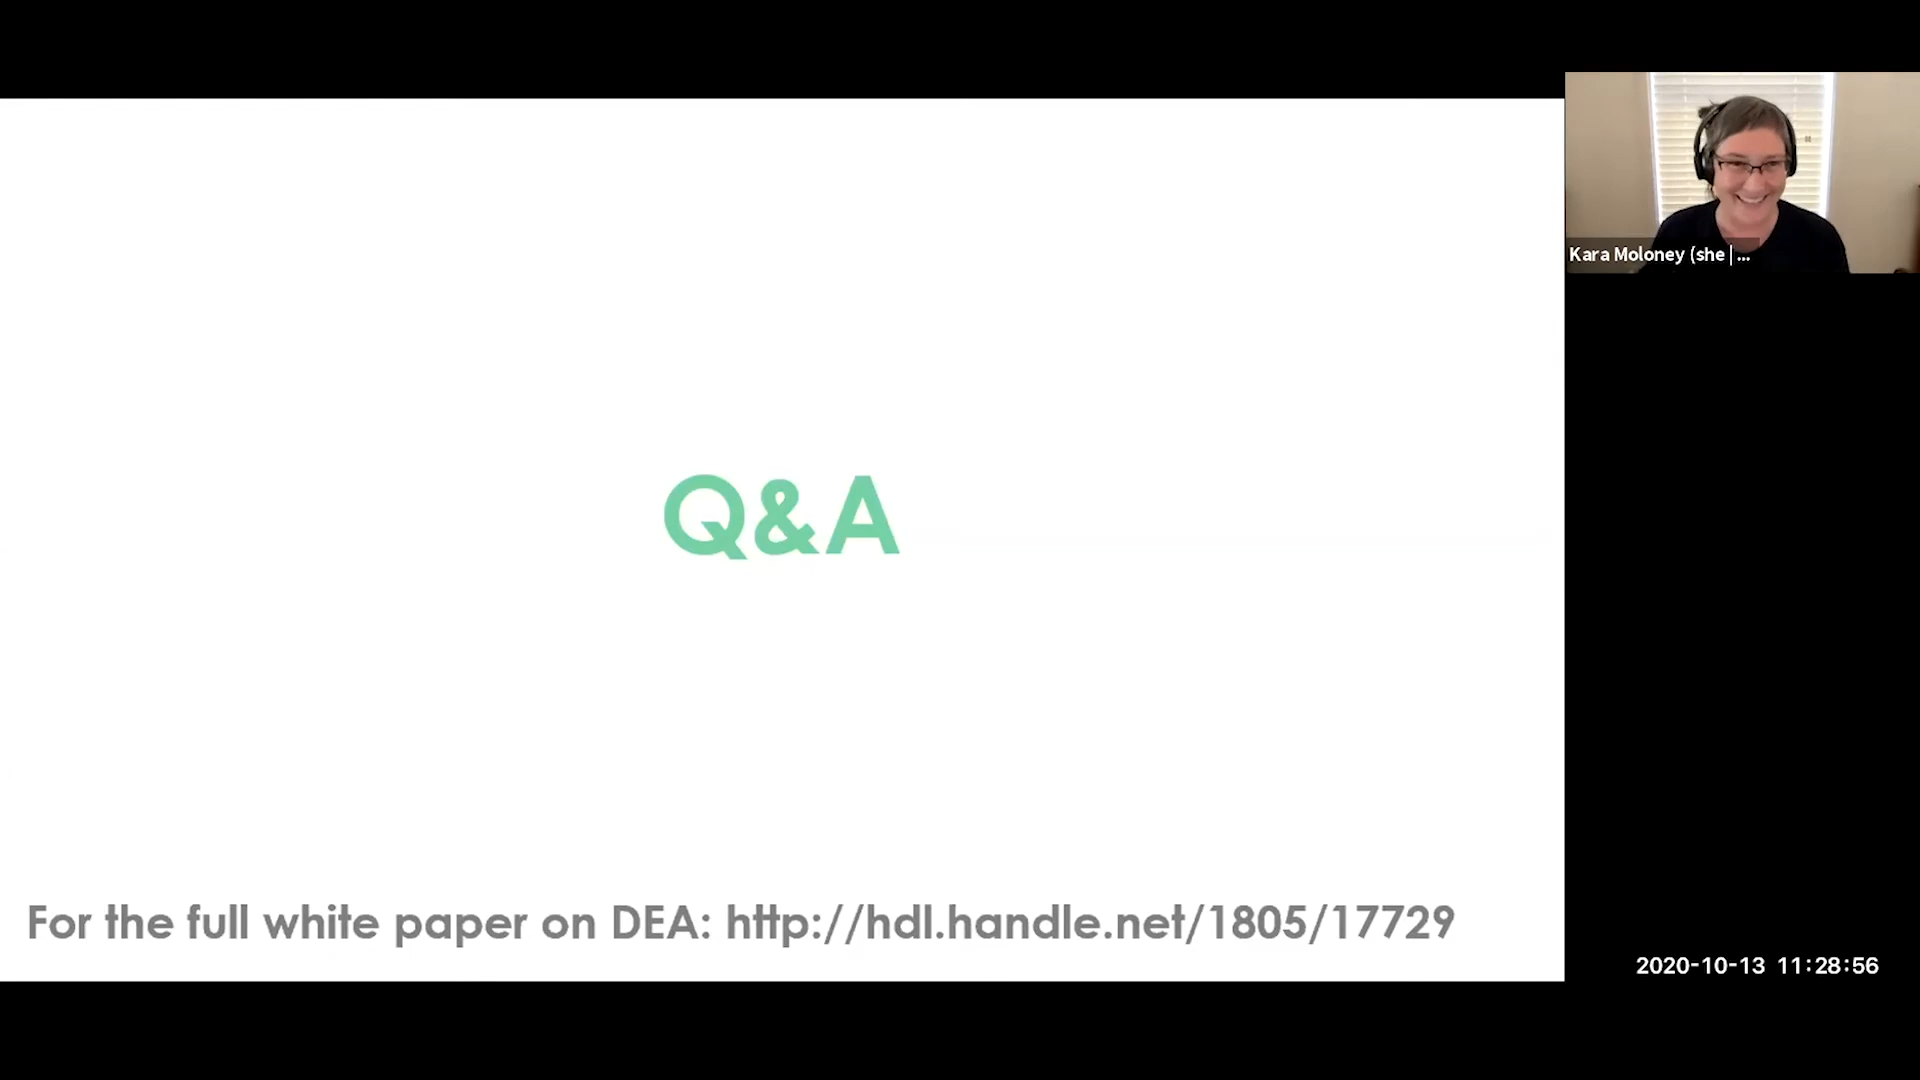 Q&A
For the full white paper on DEA: http://hdl.handle.net/1805/17729
Kara Moloney (she | ...
2020-10-13 11:28:56